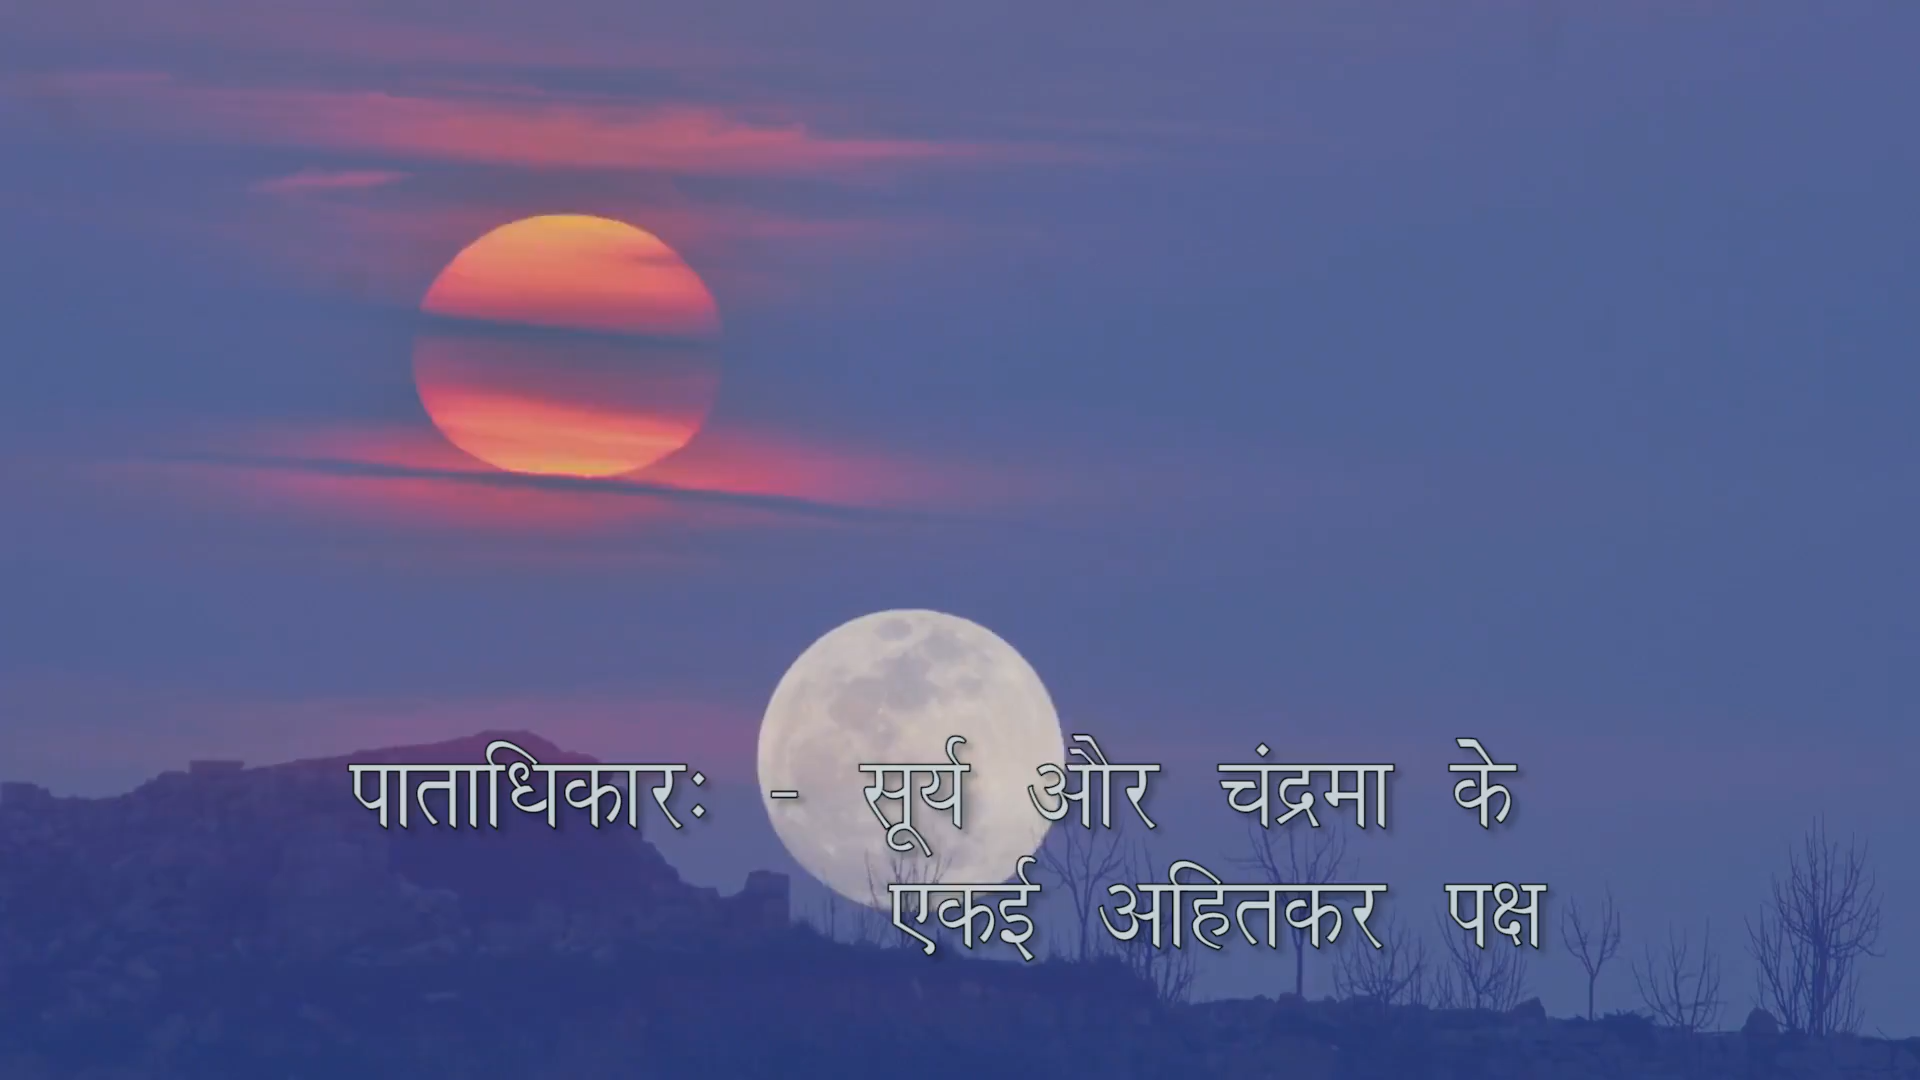 पाताधिकारः - सूर्य और चंद्रमा के
एकई अहितकर पक्ष